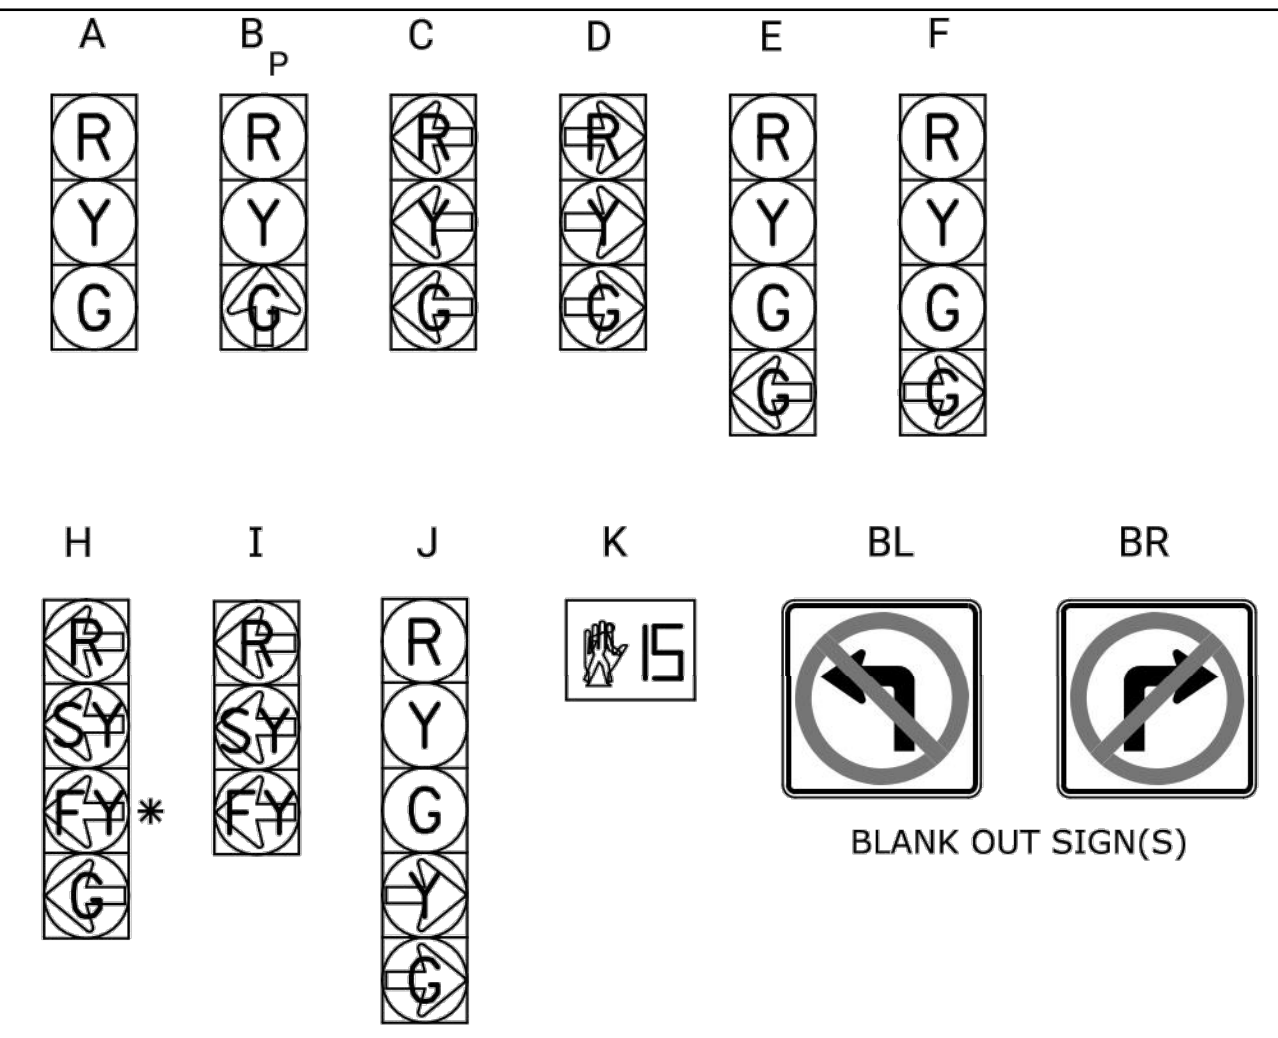 A B P C D E F
R R R R R R
Y Y Y Y Y Y
G G G G G G
G G
H I J K BL BR
R R R 15
SY SY Y
FY * FY G
G Y
G
BLANK OUT SIGN(S)